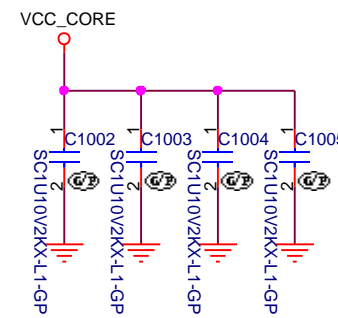 VCC_CORE
C1002
C1003
C1004
C1005
1
1
1
1
2
2
2
2
G/P
G/P
G/P
G/P
SC1U10V2KX-L1-GP
SC1U10V2KX-L1-GP
SC1U10V2KX-L1-GP
SC1U10V2KX-L1-GP